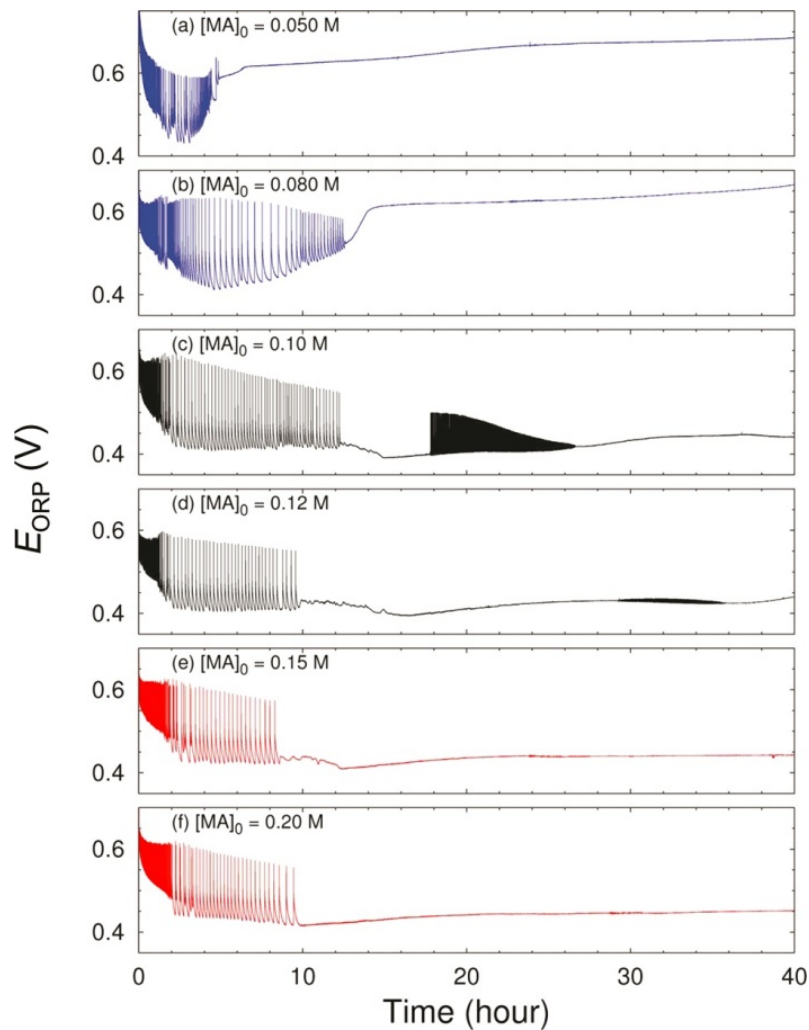 (a) [MA]₀ = 0.050 M
0.6
0.4
(b) [MA]₀ = 0.080 M
0.6
0.4
(c) [MA]₀ = 0.10 M
0.6
0.4
(d) [MA]₀ = 0.12 M
0.6
0.4
(e) [MA]₀ = 0.15 M
0.6
0.4
(f) [MA]₀ = 0.20 M
0.6
0.4
E_ORP (V)
0 10 20 30 40
Time (hour)